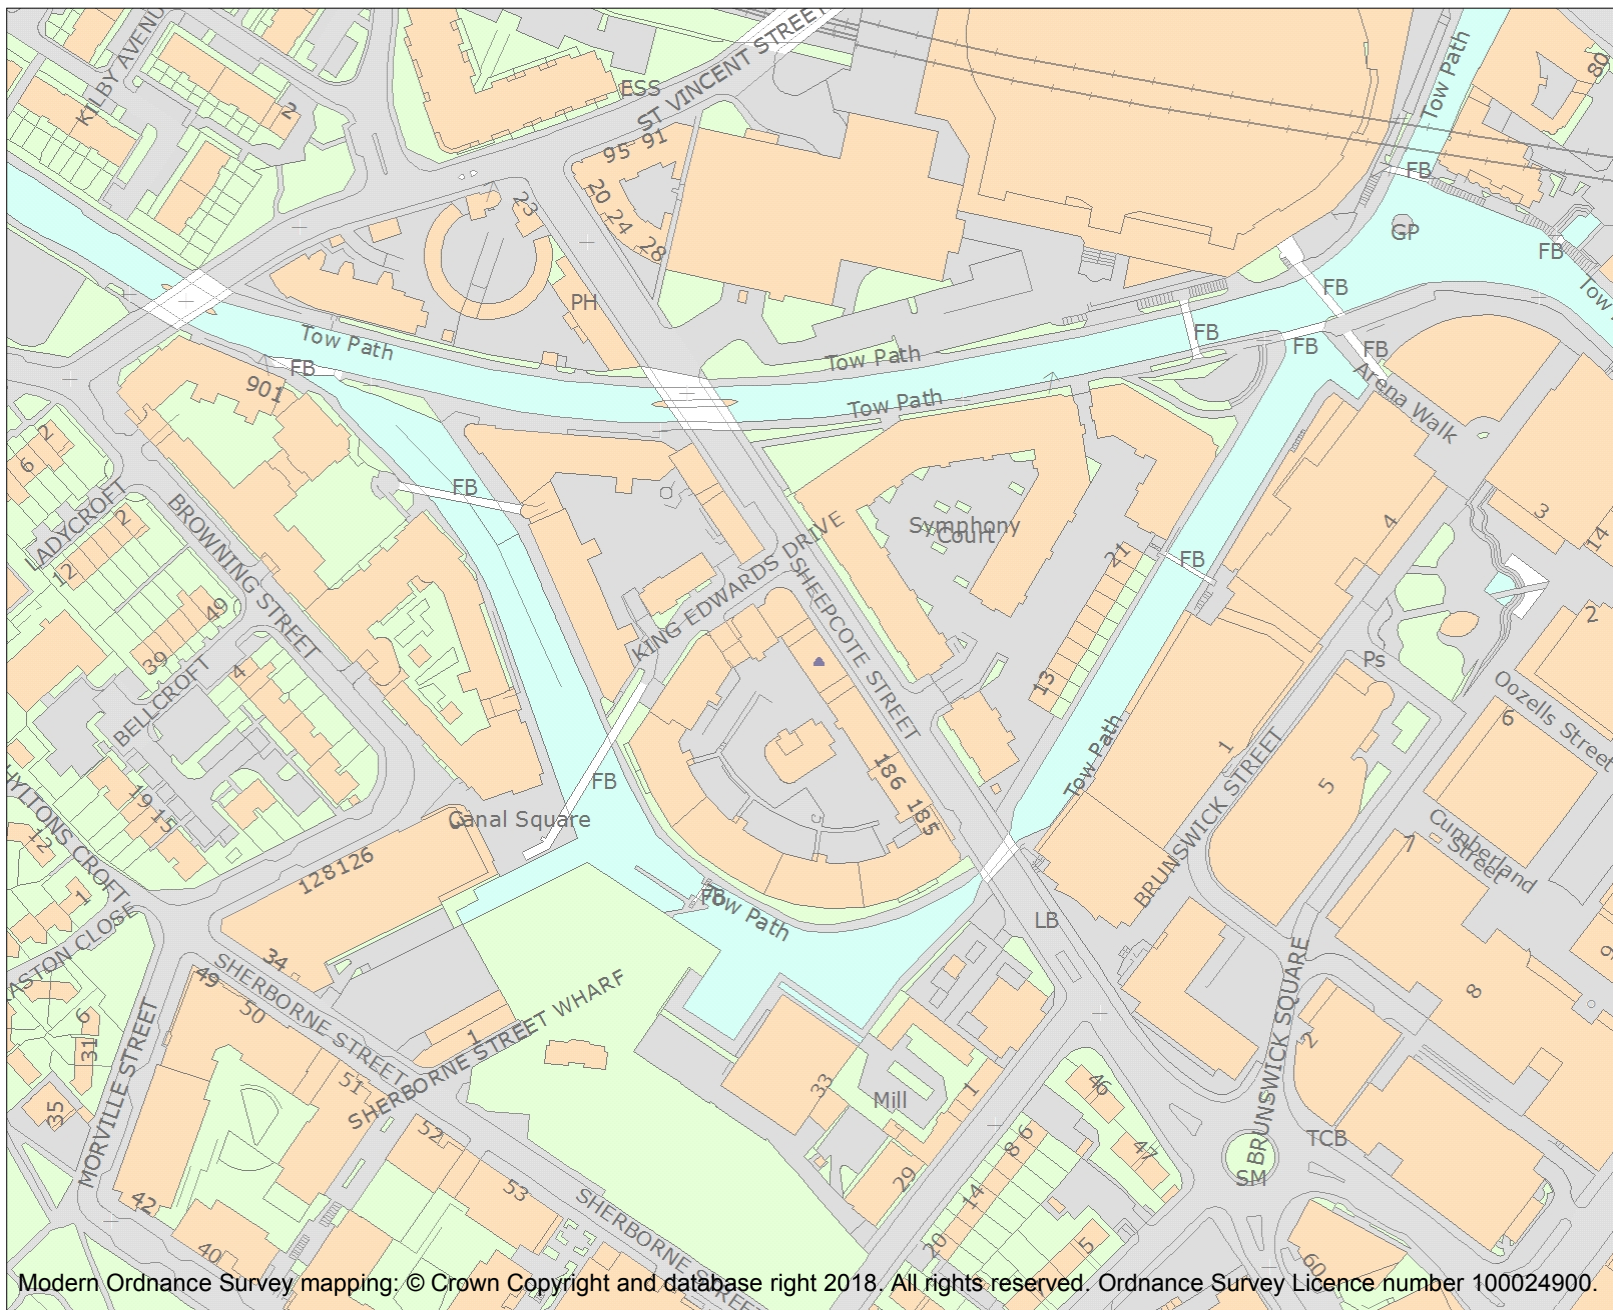 KILBY AVENUE
2
ESS
ST VINCENT STREET
95
91
20
24
28
23
PH
80
Tow Path
FB
GP
FB
FB
FB
FB
FB
Arena Walk
Tow Path
Tow Path
Tow Path
FB
901
FB
2
6
LADYCROFT
2
12
BROWNING STREET
49
39
BELLCROFT
4
KING EDWARDS DRIVE
SHEEPCOTE STREET
Symphony
Court
21
13
FB
4
3
14
2
Ps
Oozells Street
6
Tow Path
1
BRUNSWICK STREET
5
Cumberland
Street
7
186
185
FB
Canal Square
3
HYLTONS CROFT
19
15
12
1
128
126
ASTON CLOSE
34
FB
Tow Path
LB
49
50
SHERBORNE STREET
SHERBORNE STREET WHARF
1
51
52
53
SHERBORNE STREET
MORVILLE STREET
6
31
35
42
40
33
Mill
1
29
46
47
8
6
14
20
5
BRUNSWICK SQUARE
2
8
9
TCB
SM
60
Modern Ordnance Survey mapping: © Crown Copyright and database right 2018. All rights reserved. Ordnance Survey Licence number 100024900.